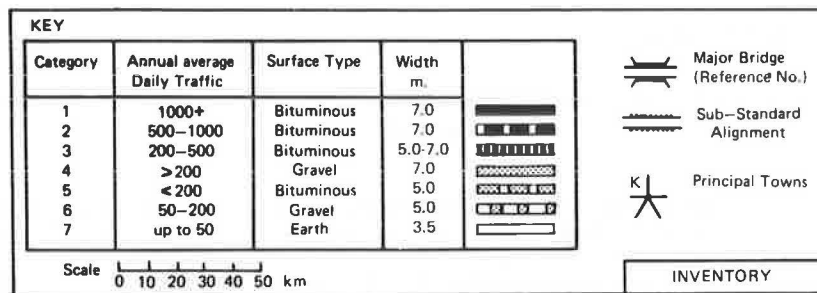 KEY
Category Annual average Daily Traffic Surface Type Width m.
1 1000+ Bituminous 7.0
2 500–1000 Bituminous 7.0
3 200–500 Bituminous 5.0-7.0
4 >200 Gravel 7.0
5 <200 Bituminous 5.0
6 50–200 Gravel 5.0
7 up to 50 Earth 3.5
Scale 0 10 20 30 40 50 km
Major Bridge
(Reference No.)
Sub–Standard
Alignment
K Principal Towns
INVENTORY